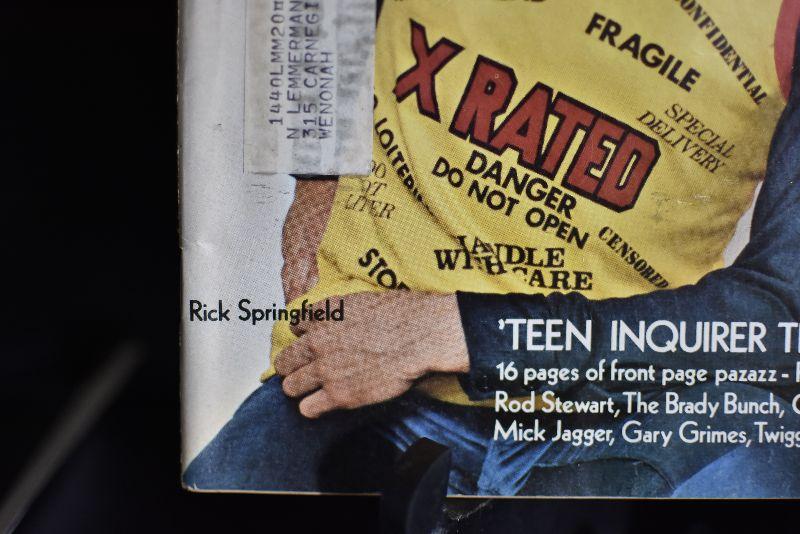 1440LMM20
N LEMMERMAN
315 CARNEGI
WENONAH
CONFIDENTIAL
FRAGILE
X RATED
SPECIAL
DELIVERY
DANGER
DO NOT OPEN
HANDLE
WITH CARE
CENSORED
Rick Springfield
'TEEN INQUIRER
16 pages of front page pazazz -
Rod Stewart, The Brady Bunch,
Mick Jagger, Gary Grimes,